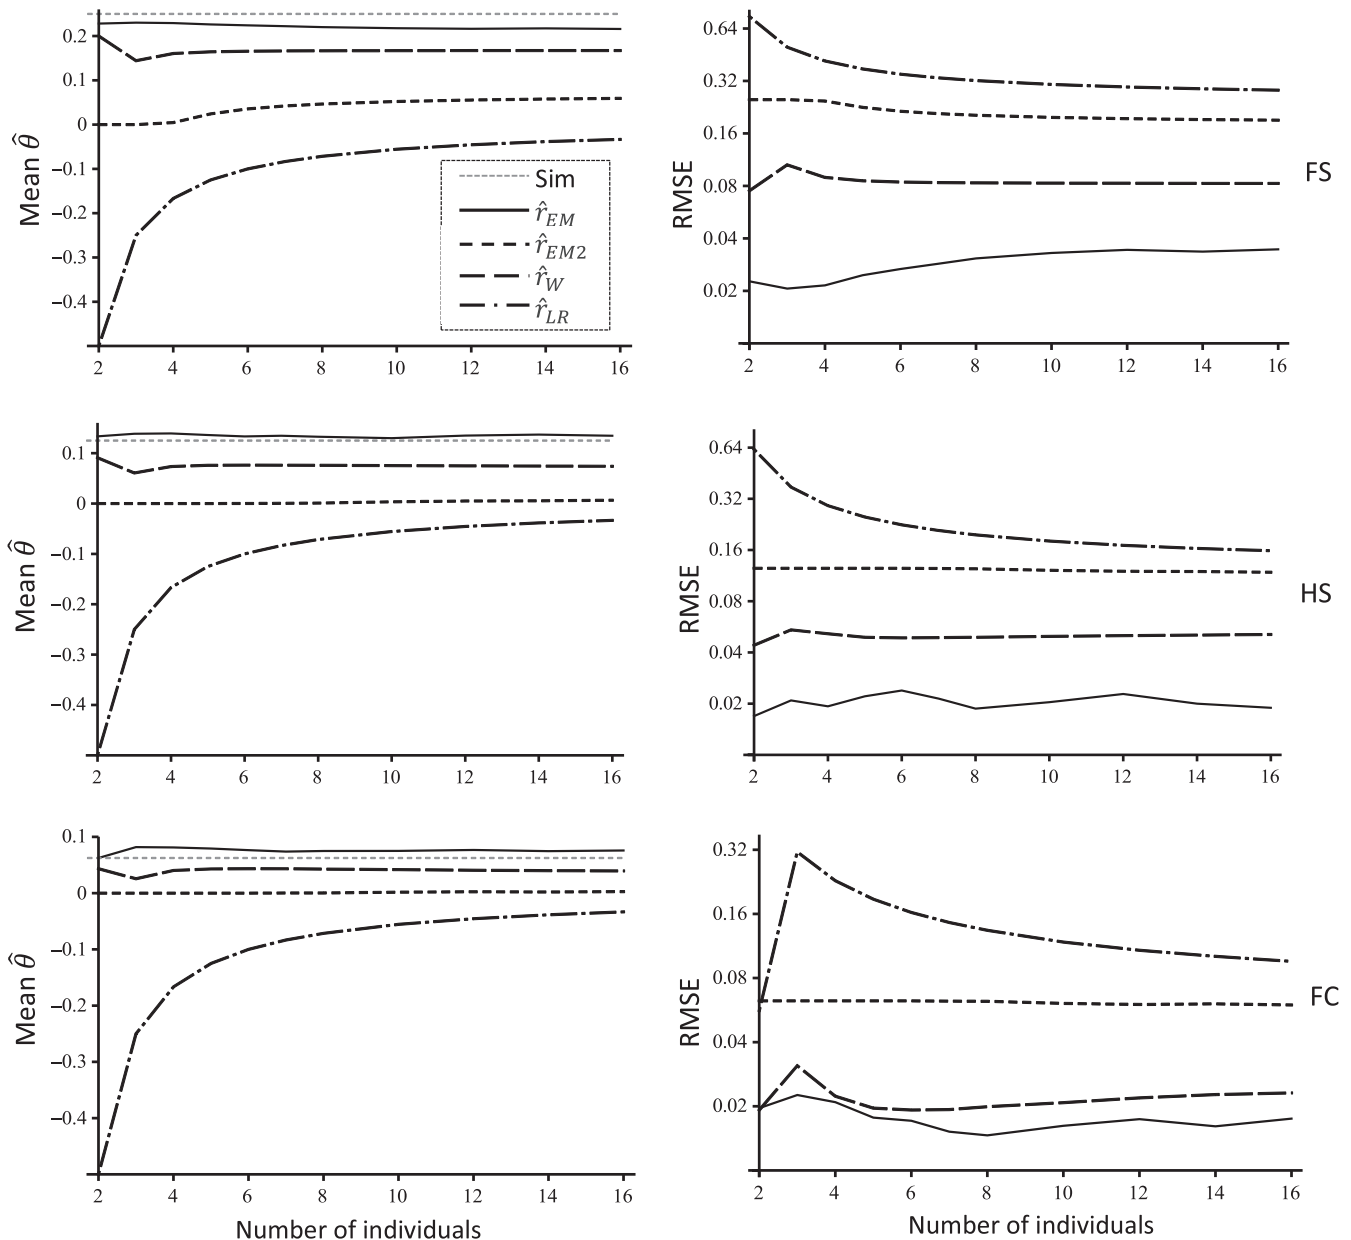 0.2
0.1
0
−0.1
−0.2
−0.3
−0.4
Mean θ̂
2 4 6 8 10 12 14 16
Sim
r̂EM
r̂EM2
r̂W
r̂LR
0.64
0.32
0.16
0.08
0.04
0.02
RMSE
2 4 6 8 10 12 14 16
FS
0.1
0
−0.1
−0.2
−0.3
−0.4
Mean θ̂
2 4 6 8 10 12 14 16
0.64
0.32
0.16
0.08
0.04
0.02
RMSE
2 4 6 8 10 12 14 16
HS
0.1
0
−0.1
−0.2
−0.3
−0.4
Mean θ̂
2 4 6 8 10 12 14 16
Number of individuals
0.32
0.16
0.08
0.04
0.02
RMSE
2 4 6 8 10 12 14 16
Number of individuals
FC